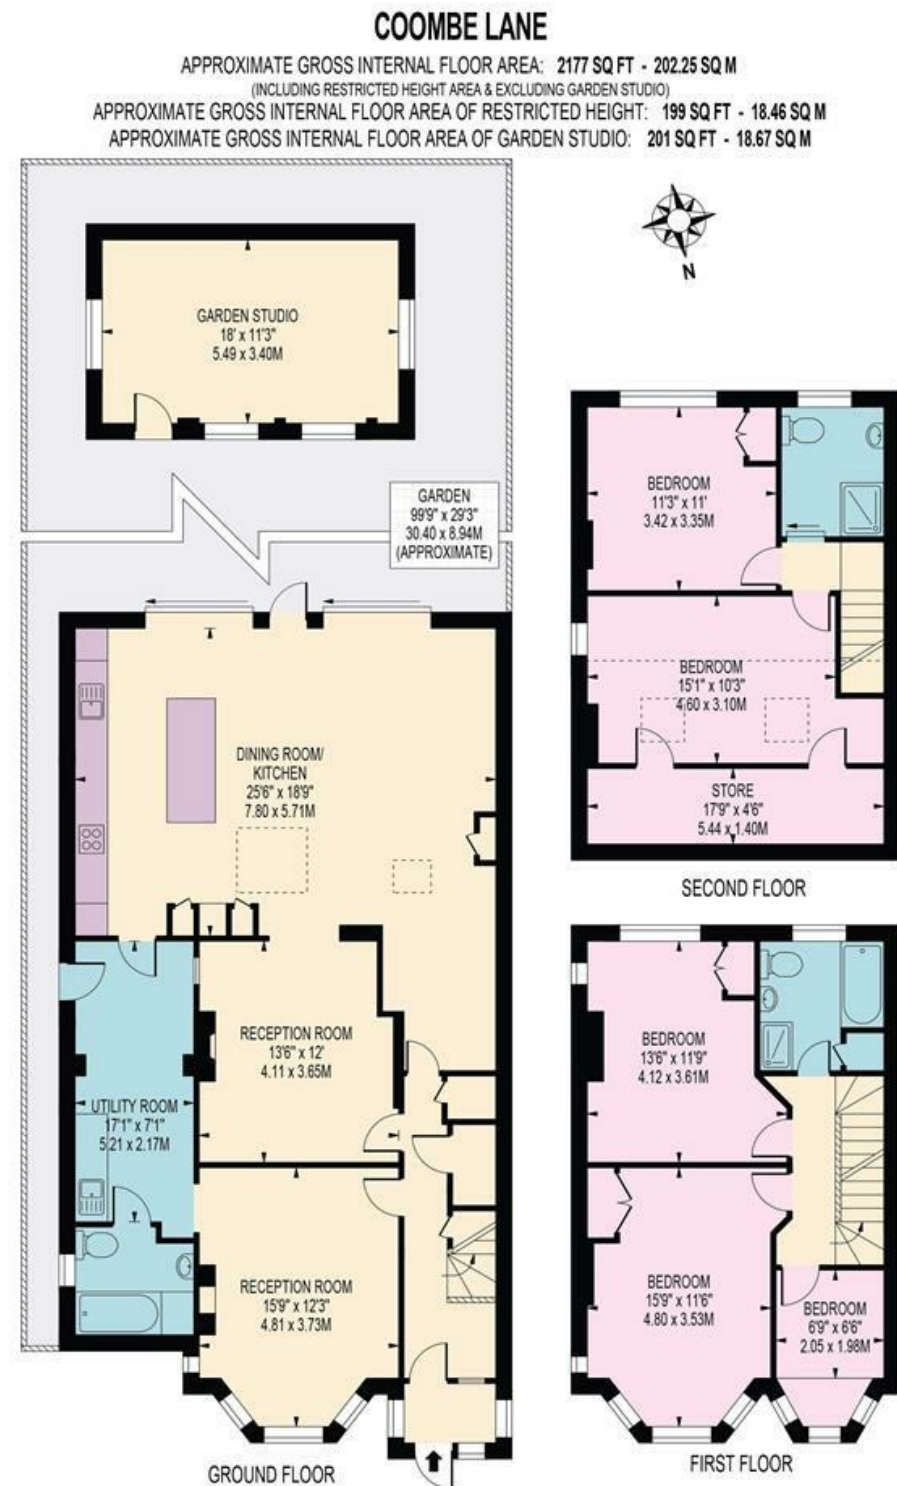 COOMBE LANE
APPROXIMATE GROSS INTERNAL FLOOR AREA: 2177 SQ FT - 202.25 SQ M
(INCLUDING RESTRICTED HEIGHT AREA & EXCLUDING GARDEN STUDIO)
APPROXIMATE GROSS INTERNAL FLOOR AREA OF RESTRICTED HEIGHT: 199 SQ FT - 18.46 SQ M
APPROXIMATE GROSS INTERNAL FLOOR AREA OF GARDEN STUDIO: 201 SQ FT - 18.67 SQ M
N
GARDEN STUDIO
18' x 11'3"
5.49 x 3.40M
GARDEN
99'9" x 29'3"
30.40 x 8.94M
(APPROXIMATE)
DINING ROOM/
KITCHEN
25'6" x 18'9"
7.80 x 5.71M
RECEPTION ROOM
13'6" x 12'
4.11 x 3.65M
UTILITY ROOM
17'1" x 7'1"
5.21 x 2.17M
RECEPTION ROOM
15'9" x 12'3"
4.81 x 3.73M
GROUND FLOOR
BEDROOM
11'3" x 11'
3.42 x 3.35M
BEDROOM
15'1" x 10'3"
4.60 x 3.10M
STORE
17'9" x 4'6"
5.44 x 1.40M
SECOND FLOOR
BEDROOM
13'6" x 11'9"
4.12 x 3.61M
BEDROOM
15'9" x 11'6"
4.80 x 3.53M
BEDROOM
6'9" x 6'6"
2.05 x 1.98M
FIRST FLOOR